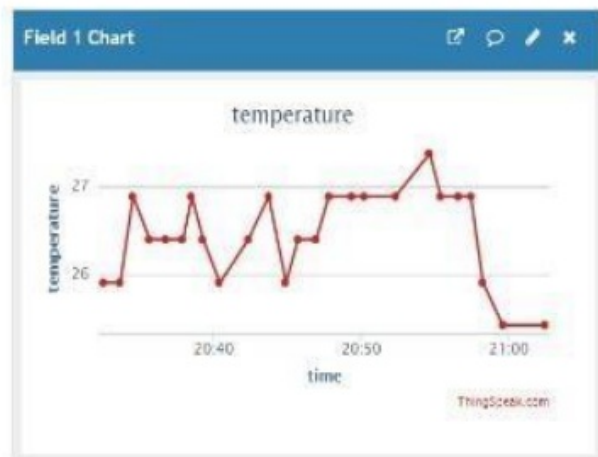 Field 1 Chart
temperature
temperature
27
26
20:40
20:50
21:00
time
ThingSpeak.com